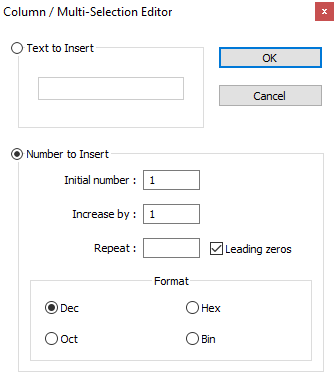 Column / Multi-Selection Editor x
Text to Insert
OK
Cancel
Number to Insert
Initial number : 1
Increase by : 1
Repeat : Leading zeros
Format
Dec Hex
Oct Bin